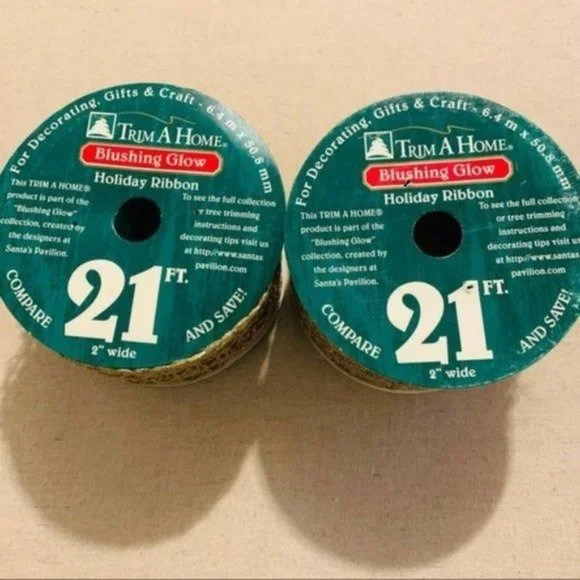 For Decorating, Gifts & Craft - 6.4 m x 50.8 mm
TRIM A HOME®
Blushing Glow
Holiday Ribbon
This TRIM A HOME®
product is part of the
"Blushing Glow"
collection, created by
the designers at
Santa's Pavilion.
To see the full collection
or tree trimming
instructions and
decorating tips visit us
at http://www.santas
pavilion.com
COMPARE
21 FT.
AND SAVE!
2" wide
For Decorating, Gifts & Craft - 6.4 m x 50.8 mm
TRIM A HOME®
Blushing Glow
Holiday Ribbon
This TRIM A HOME®
product is part of the
"Blushing Glow"
collection, created by
the designers at
Santa's Pavilion.
To see the full collection
or tree trimming
instructions and
decorating tips visit us
at http://www.santas
pavilion.com
COMPARE
21 FT.
AND SAVE!
2" wide